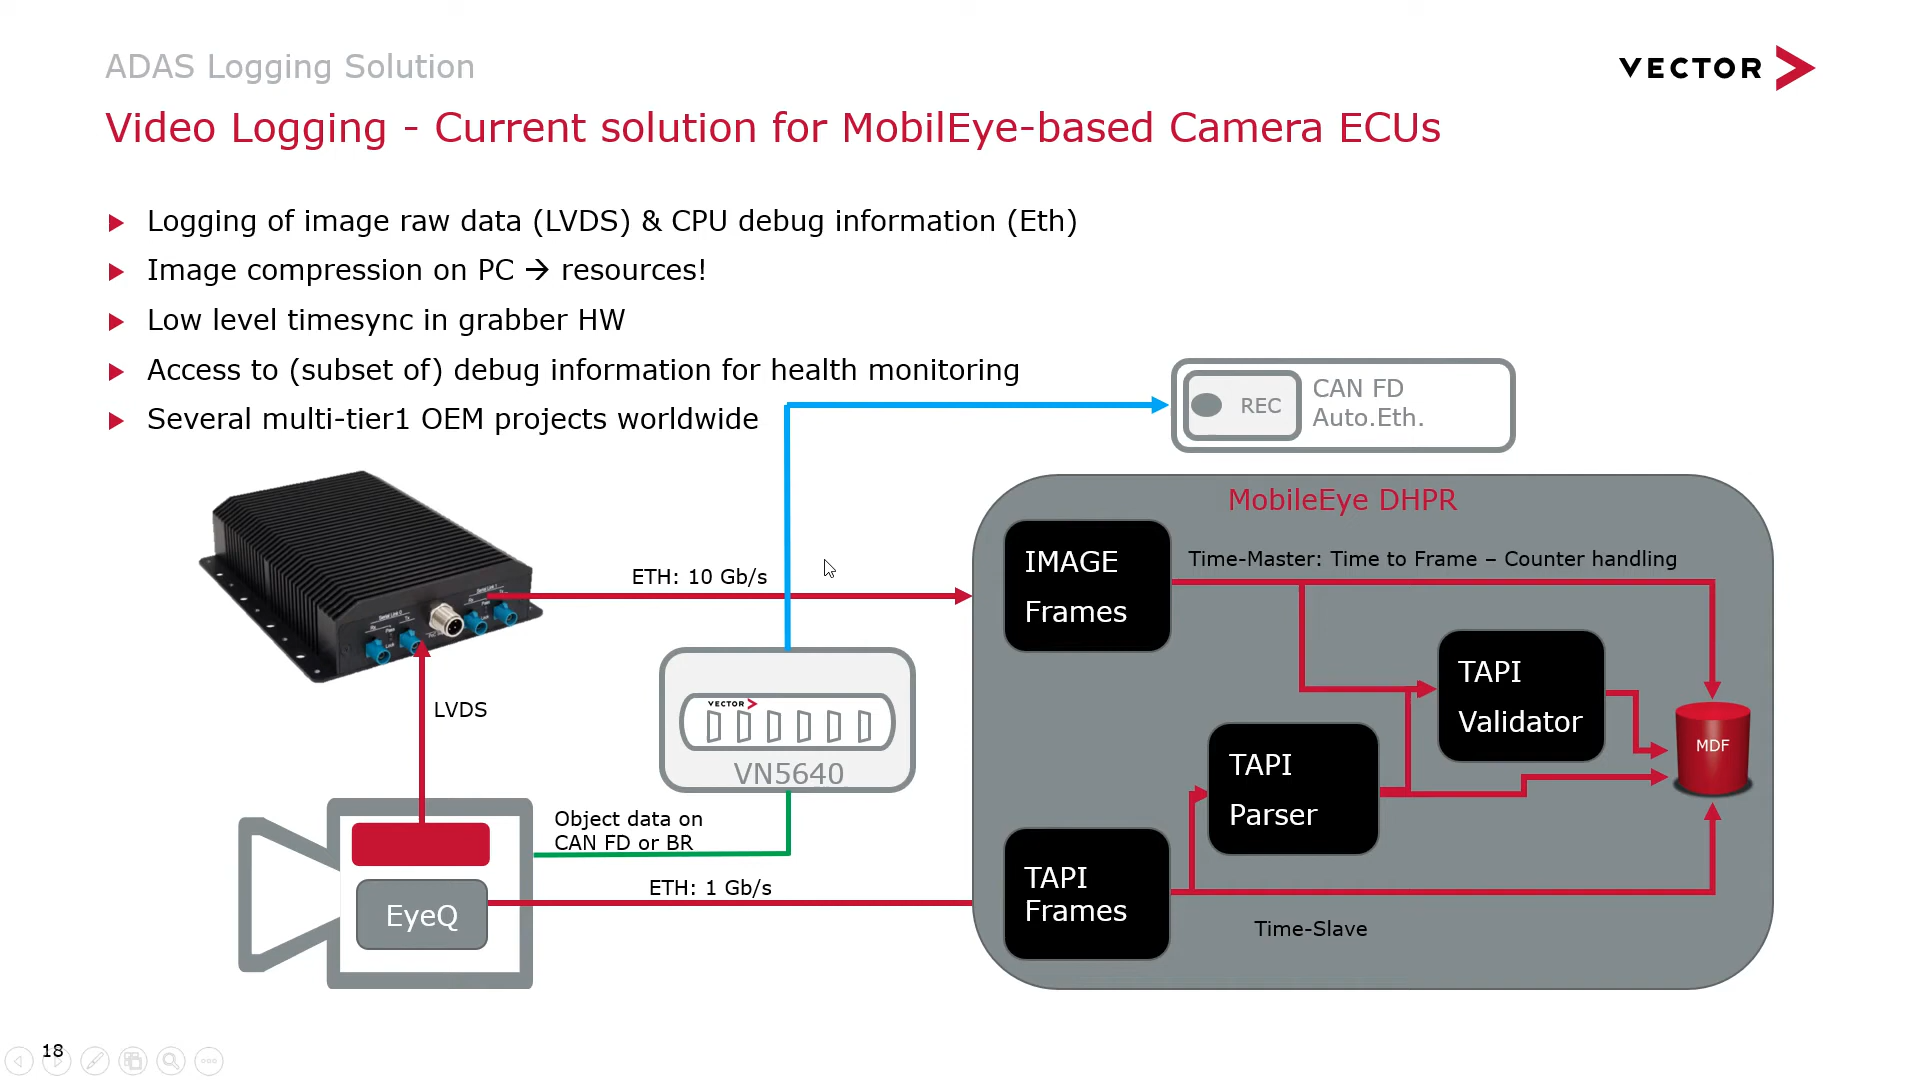 ADAS Logging Solution
VECTOR
Video Logging - Current solution for MobilEye-based Camera ECUs
Logging of image raw data (LVDS) & CPU debug information (Eth)
Image compression on PC → resources!
Low level timesync in grabber HW
Access to (subset of) debug information for health monitoring
Several multi-tier1 OEM projects worldwide
REC
CAN FD
Auto.Eth.
MobileEye DHPR
IMAGE
Frames
Time-Master: Time to Frame – Counter handling
ETH: 10 Gb/s
LVDS
VECTOR
VN5640
TAPI
Validator
MDF
TAPI
Parser
Object data on
CAN FD or BR
ETH: 1 Gb/s
EyeQ
TAPI
Frames
Time-Slave
18